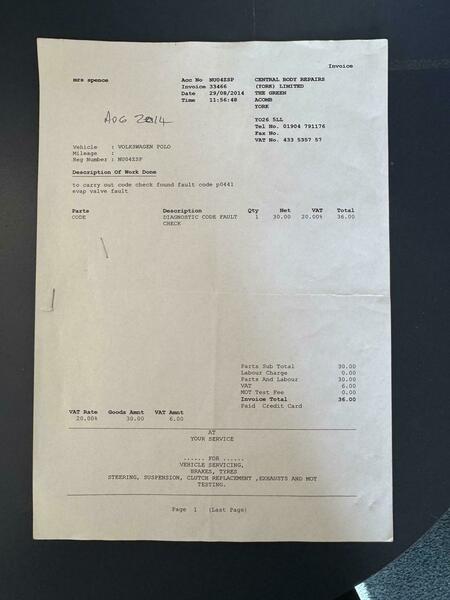 Invoice
mrs spence
Acc No NU04ZSP
Invoice 33466
Date 29/08/2014
Time 11:56:48
CENTRAL BODY REPAIRS
(YORK) LIMITED
THE GREEN
ACOMB
YORK
YO26 5LL
Tel No. 01904 791176
Fax No.
VAT No. 433 5357 57
AUG 2014
Vehicle : VOLKSWAGEN POLO
Mileage :
Reg Number : NU04ZSP
Description Of Work Done
to carry out code check found fault code p0441
evap valve fault
Parts Description Qty Net VAT Total
CODE DIAGNOSTIC CODE FAULT 1 30.00 20.00% 36.00
CHECK
Parts Sub Total 30.00
Labour Charge 0.00
Parts And Labour 30.00
VAT 6.00
MOT Test Fee 0.00
Invoice Total 36.00
Paid Credit Card
VAT Rate Goods Amnt VAT Amnt
20.00% 30.00 6.00
AT
YOUR SERVICE
...... FOR ......
VEHICLE SERVICING,
BRAKES, TYRES
STEERING, SUSPENSION, CLUTCH REPLACEMENT ,EXHAUSTS AND MOT
TESTING.
Page 1 (Last Page)